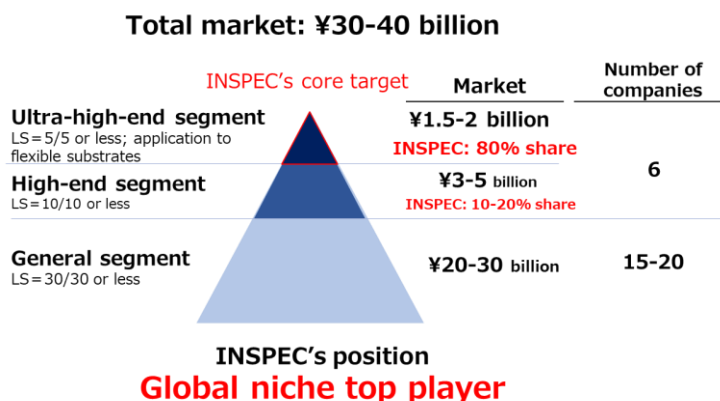 Total market: ¥30-40 billion
INSPEC’s core target
Market
Number of
companies
Ultra-high-end segment
LS=5/5 or less; application to
flexible substrates
¥1.5-2 billion
INSPEC: 80% share
High-end segment
LS=10/10 or less
¥3-5 billion
INSPEC: 10-20% share
6
General segment
LS=30/30 or less
¥20-30 billion
15-20
INSPEC’s position
Global niche top player